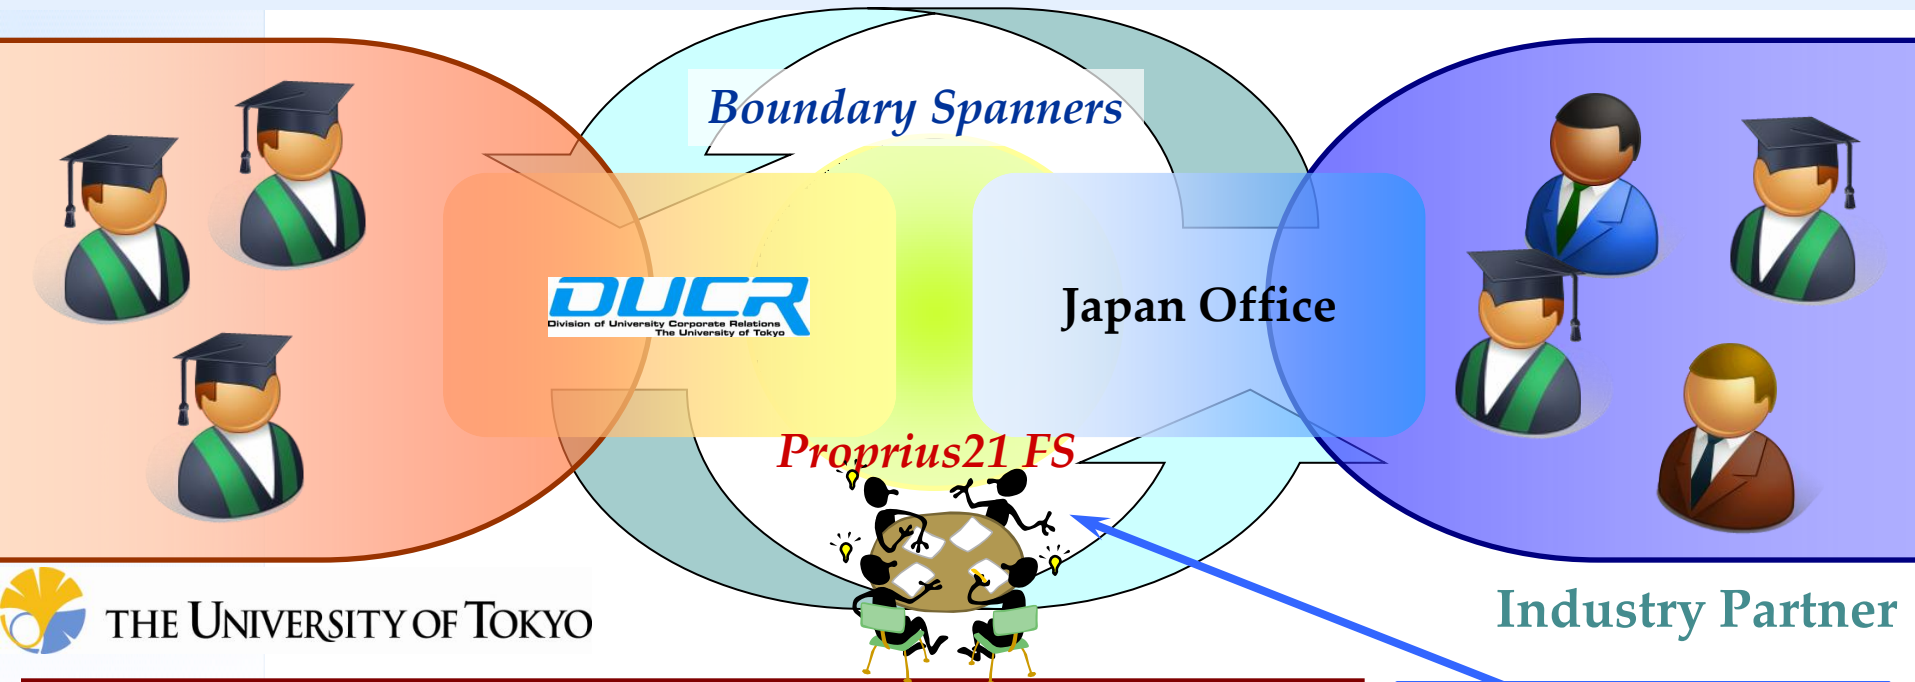 Boundary Spanners
DUCR
Division of University Corporate Relations
The University of Tokyo
Japan Office
Proprius21 FS
THE UNIVERSITY OF TOKYO
Industry Partner